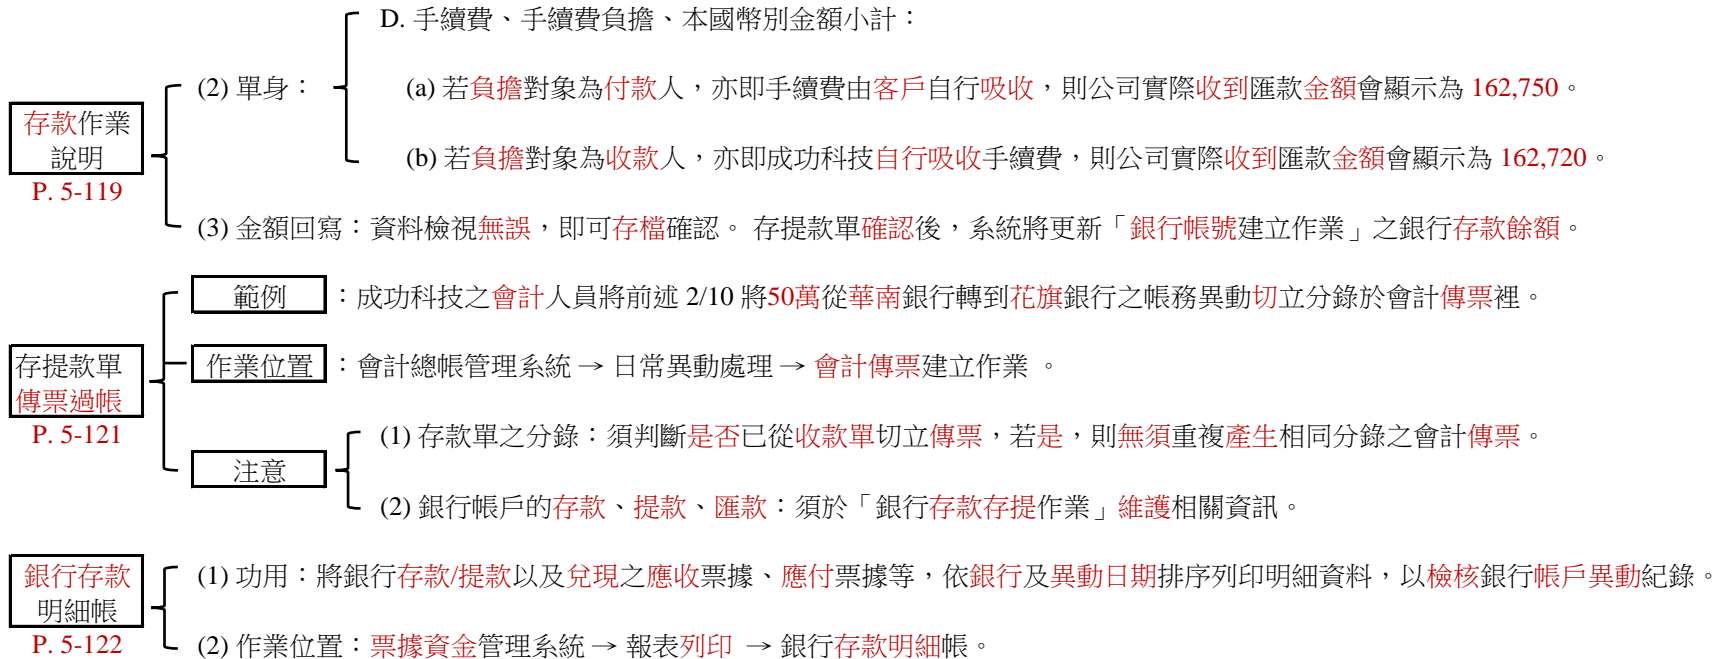 D. 手續費、手續費負擔、本國幣別金額小計：
(2) 單身：
(a) 若負擔對象為付款人，亦即手續費由客戶自行吸收，則公司實際收到匯款金額會顯示為 162,750。
存款作業
說明
P. 5-119
(b) 若負擔對象為收款人，亦即成功科技自行吸收手續費，則公司實際收到匯款金額會顯示為 162,720。
(3) 金額回寫：資料檢視無誤，即可存檔確認。 存提款單確認後，系統將更新「銀行帳號建立作業」之銀行存款餘額。
範例：成功科技之會計人員將前述 2/10 將50萬從華南銀行轉到花旗銀行之帳務異動切立分錄於會計傳票裡。
存提款單
傳票過帳
P. 5-121
作業位置：會計總帳管理系統 → 日常異動處理 → 會計傳票建立作業 。
注意
(1) 存款單之分錄：須判斷是否已從收款單切立傳票，若是，則無須重複產生相同分錄之會計傳票。
(2) 銀行帳戶的存款、提款、匯款：須於「銀行存款存提作業」維護相關資訊。
銀行存款
明細帳
P. 5-122
(1) 功用：將銀行存款/提款以及兌現之應收票據、應付票據等，依銀行及異動日期排序列印明細資料，以檢核銀行帳戶異動紀錄。
(2) 作業位置：票據資金管理系統 → 報表列印 → 銀行存款明細帳。